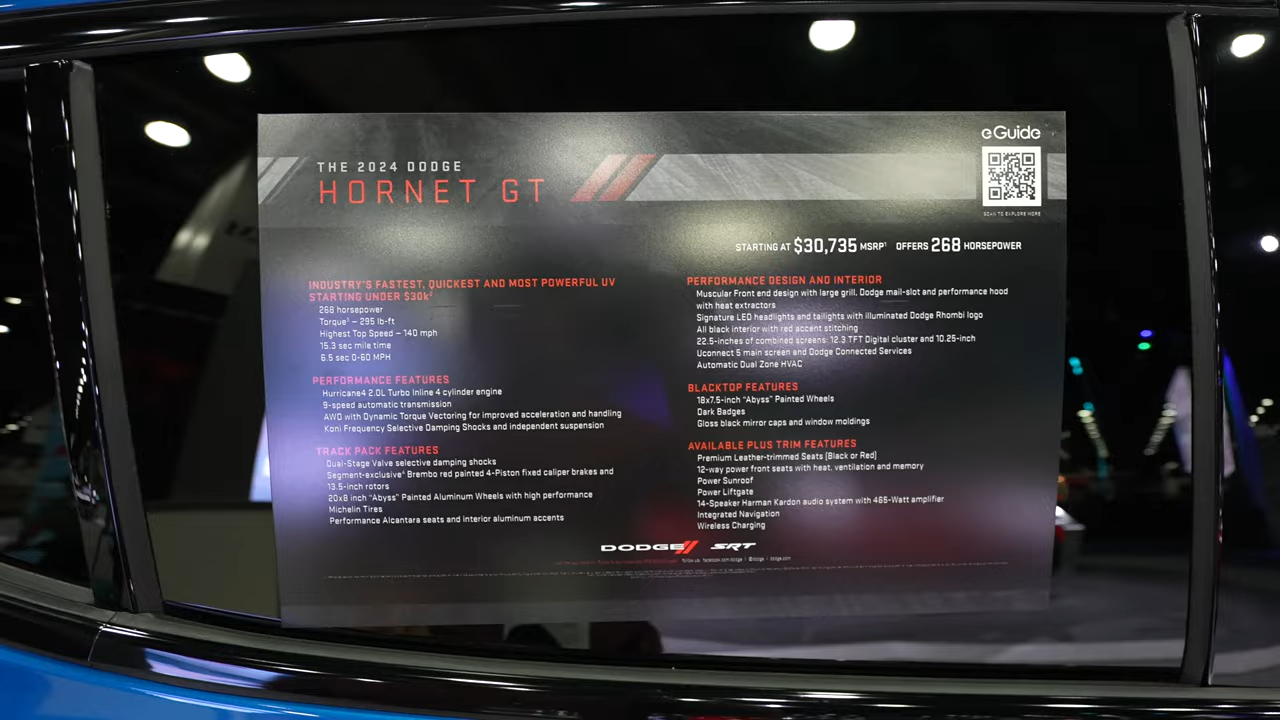 eGuide
THE 2024 DODGE
HORNET GT
SCAN TO EXPLORE MORE
STARTING AT $30,735 MSRP¹ OFFERS 268 HORSEPOWER
INDUSTRY'S FASTEST, QUICKEST AND MOST POWERFUL UV
STARTING UNDER $30k²
268 horsepower
Torque³ – 295 lb-ft
Highest Top Speed – 140 mph
15.3 sec mile time
6.5 sec 0-60 MPH
PERFORMANCE FEATURES
Hurricane4 2.0L Turbo Inline 4 cylinder engine
9-speed automatic transmission
AWD with Dynamic Torque Vectoring for improved acceleration and handling
Koni Frequency Selective Damping Shocks and independent suspension
TRACK PACK FEATURES
Dual-Stage Valve selective damping shocks
Segment-exclusive⁴ Brembo red painted 4-Piston fixed caliper brakes and
13.5-inch rotors
20x8 inch "Abyss" Painted Aluminum Wheels with high performance
Michelin Tires
Performance Alcantara seats and interior aluminum accents
PERFORMANCE DESIGN AND INTERIOR
Muscular Front end design with large grill, Dodge mail-slot and performance hood
with heat extractors
Signature LED headlights and tailights with illuminated Dodge Rhombi logo
All black interior with red accent stitching
22.5-inches of combined screens: 12.3 TFT Digital cluster and 10.25-inch
Uconnect 5 main screen and Dodge Connected Services
Automatic Dual Zone HVAC
BLACKTOP FEATURES
18x7.5-inch "Abyss" Painted Wheels
Dark Badges
Gloss black mirror caps and window moldings
AVAILABLE PLUS TRIM FEATURES
Premium Leather-trimmed Seats (Black or Red)
12-way power front seats with heat, ventilation and memory
Power Sunroof
Power Liftgate
14-Speaker Harman Kardon audio system with 465-Watt amplifier
Integrated Navigation
Wireless Charging
DODGE SRT
follow us: facebook.com/dodge | @dodge | dodge.com